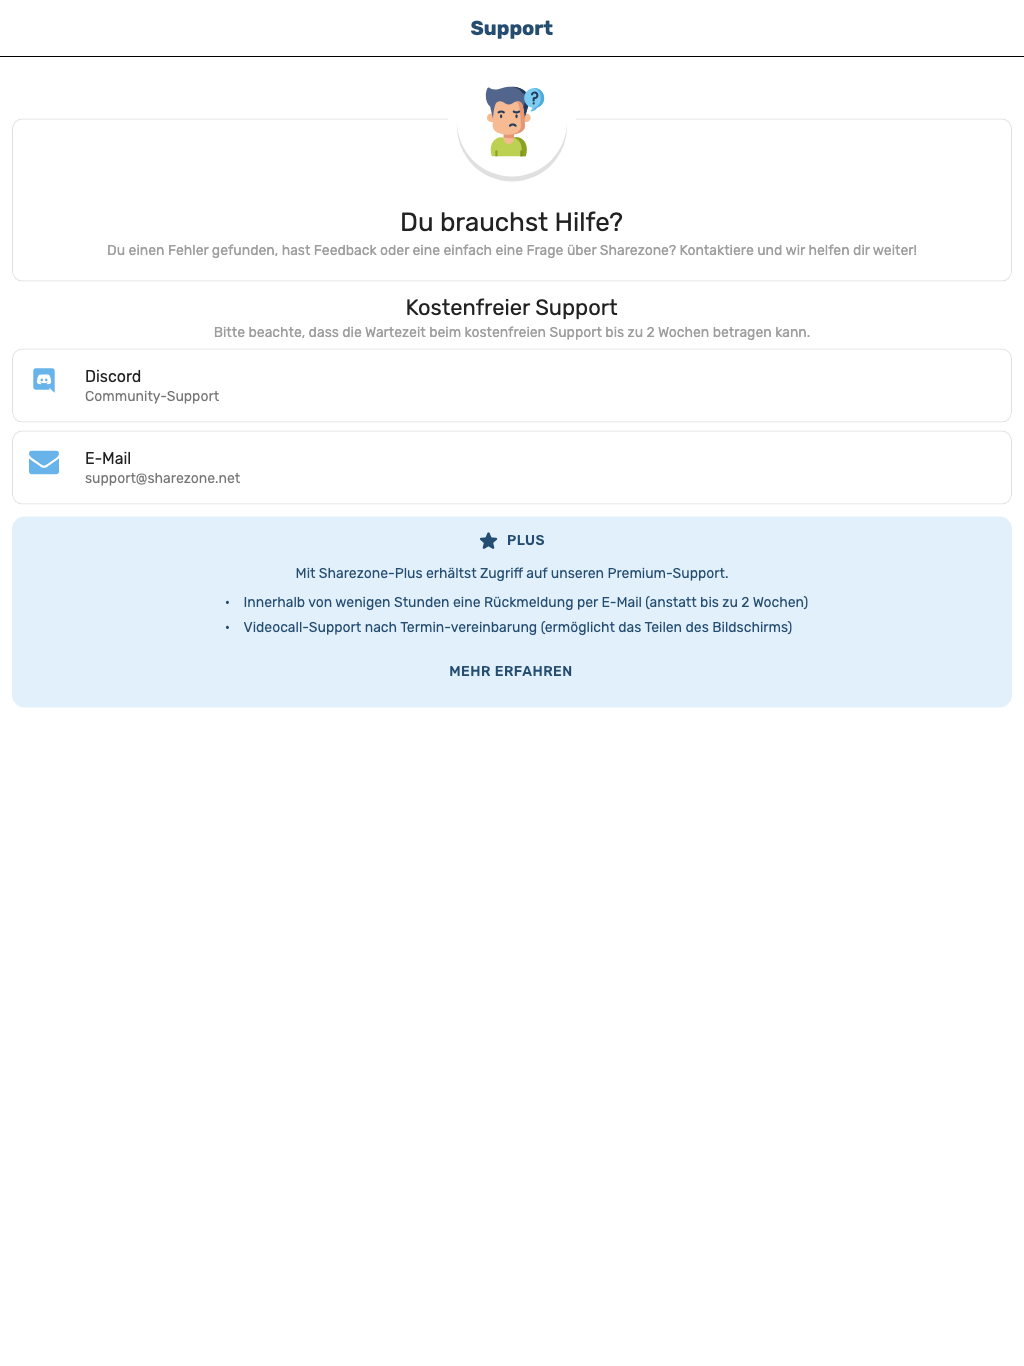 Support
?
Du brauchst Hilfe?
Du einen Fehler gefunden, hast Feedback oder eine einfach eine Frage über Sharezone? Kontaktiere und wir helfen dir weiter!
Kostenfreier Support
Bitte beachte, dass die Wartezeit beim kostenfreien Support bis zu 2 Wochen betragen kann.
Discord
Community-Support
E-Mail
support@sharezone.net
PLUS
Mit Sharezone-Plus erhältst Zugriff auf unseren Premium-Support.
• Innerhalb von wenigen Stunden eine Rückmeldung per E-Mail (anstatt bis zu 2 Wochen)
• Videocall-Support nach Termin-vereinbarung (ermöglicht das Teilen des Bildschirms)
MEHR ERFAHREN